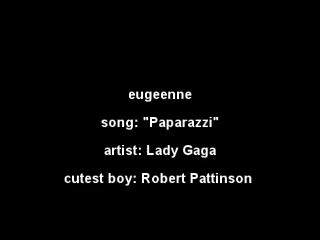 eugeenne
song: "Paparazzi"
artist: Lady Gaga
cutest boy: Robert Pattinson